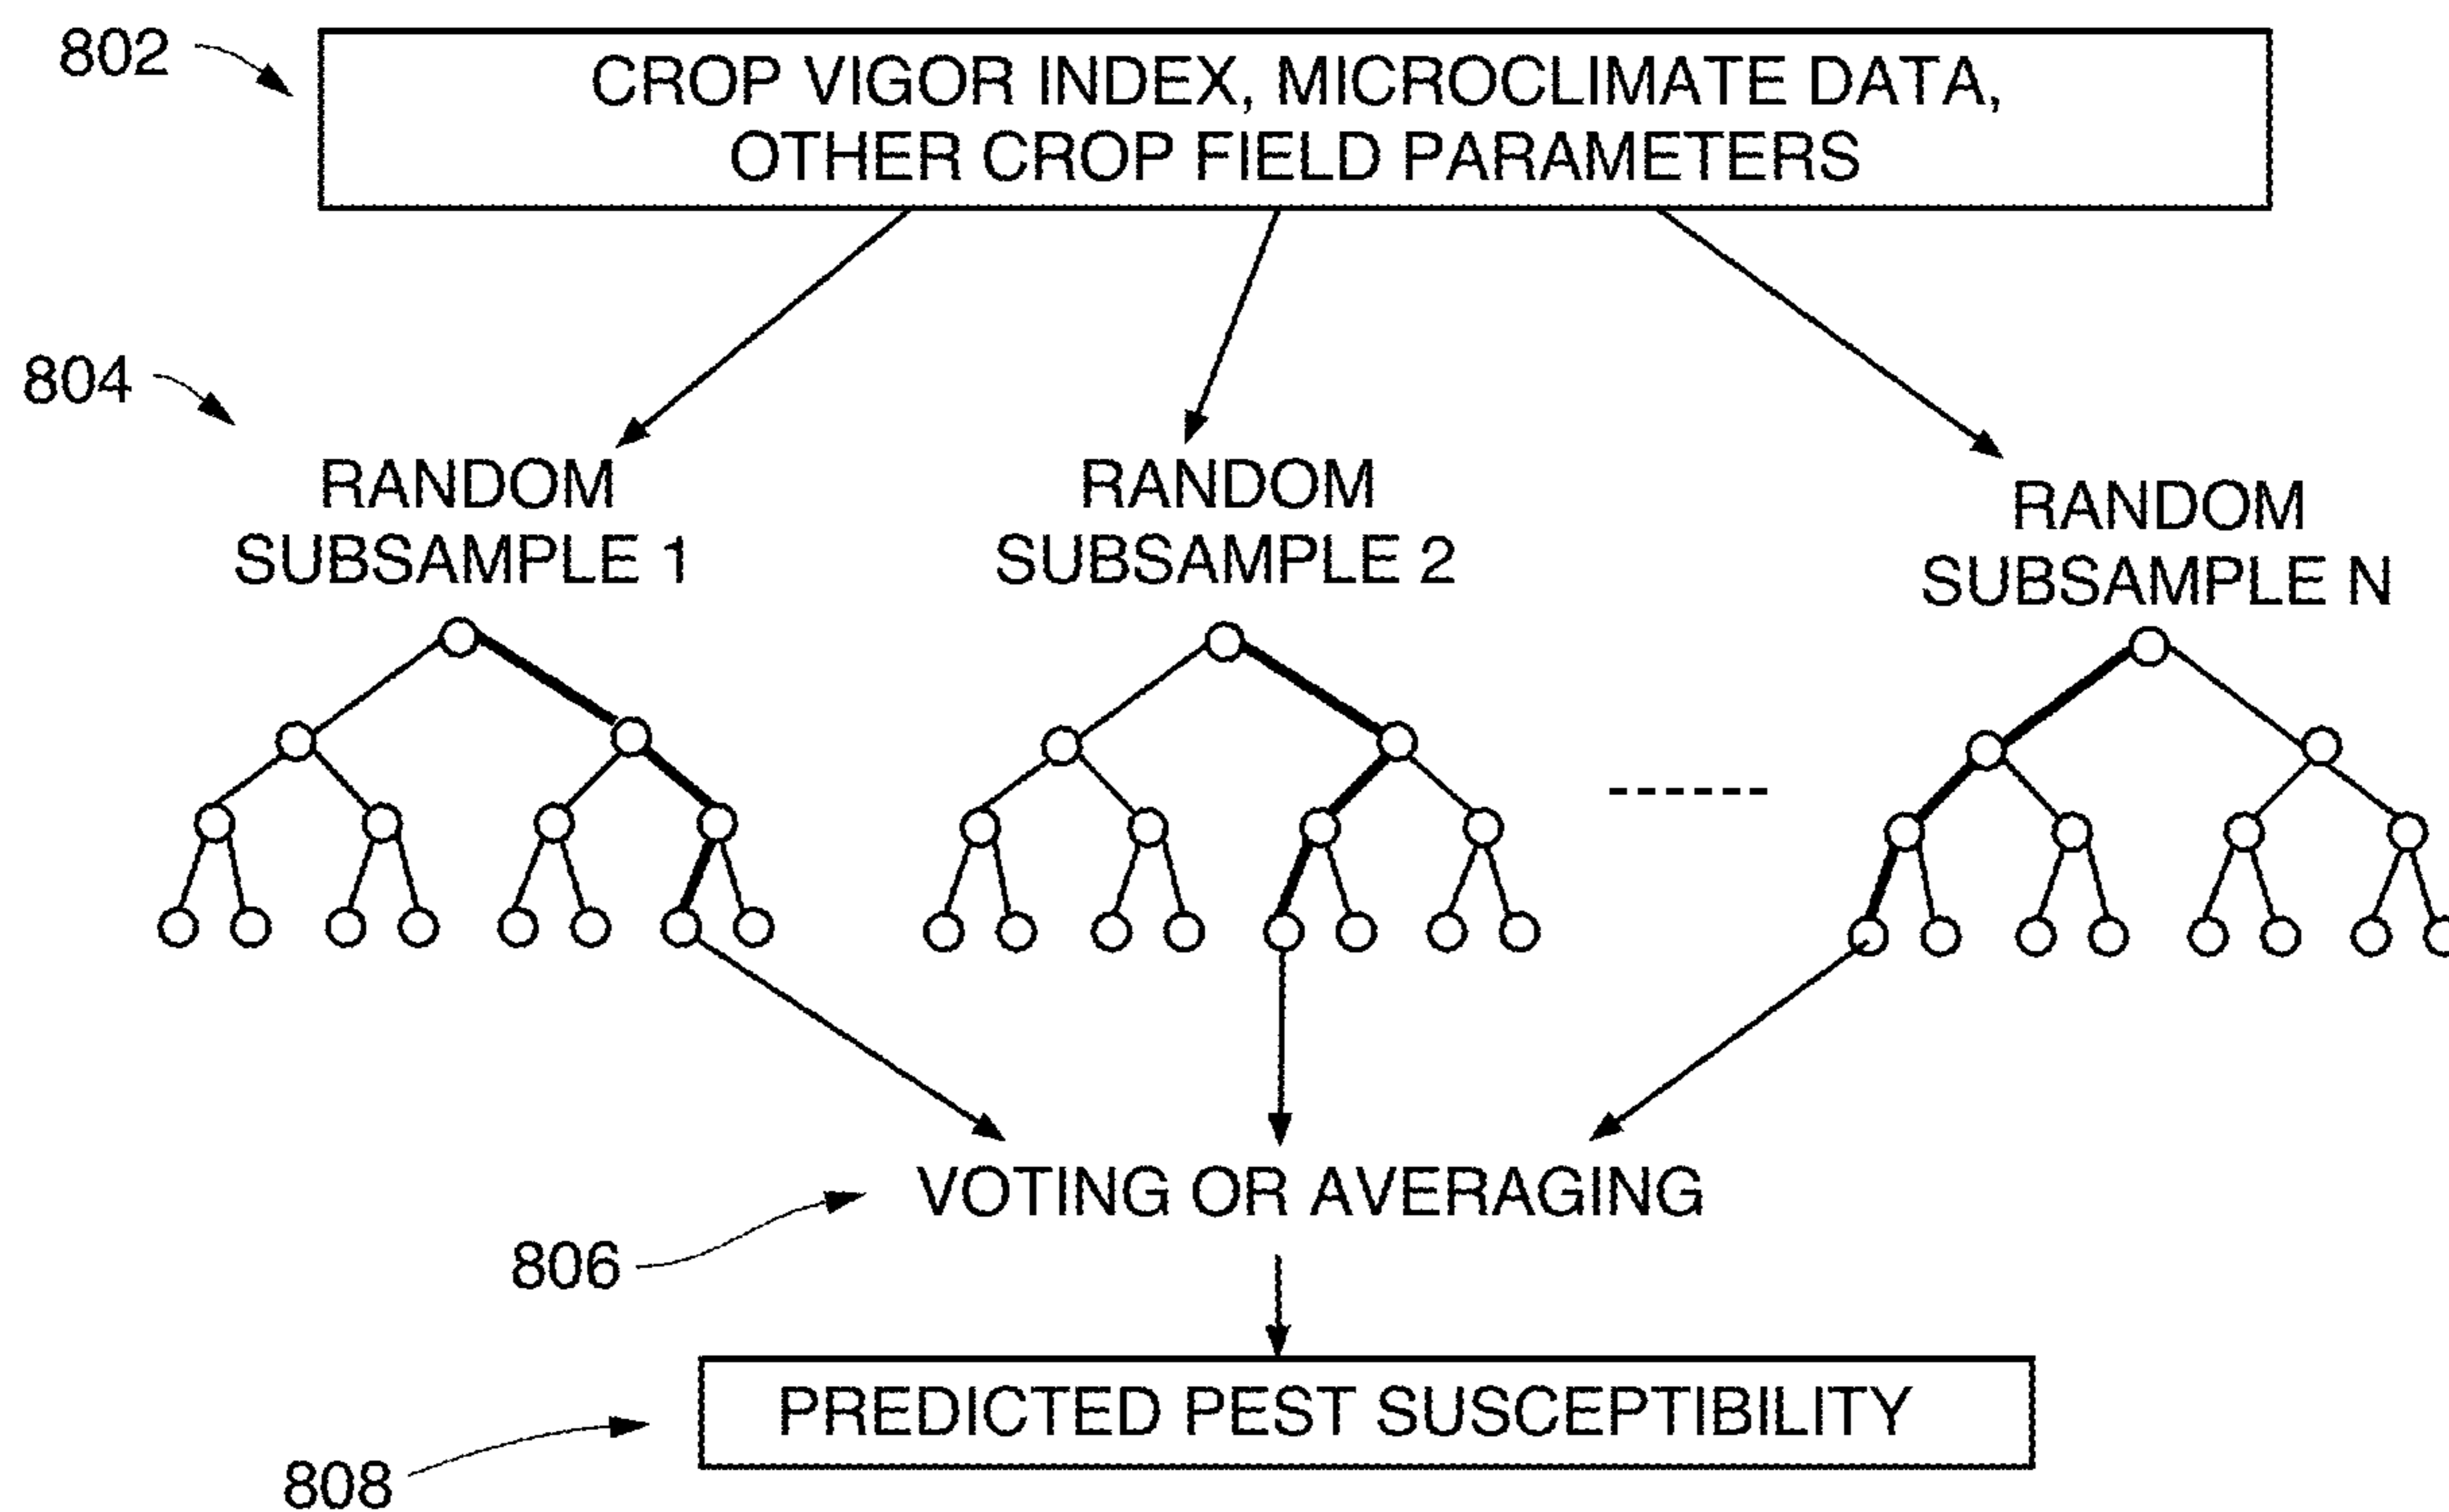 802
CROP VIGOR INDEX, MICROCLIMATE DATA,
OTHER CROP FIELD PARAMETERS
804
RANDOM
SUBSAMPLE 1
RANDOM
SUBSAMPLE 2
RANDOM
SUBSAMPLE N
VOTING OR AVERAGING
806
PREDICTED PEST SUSCEPTIBILITY
808